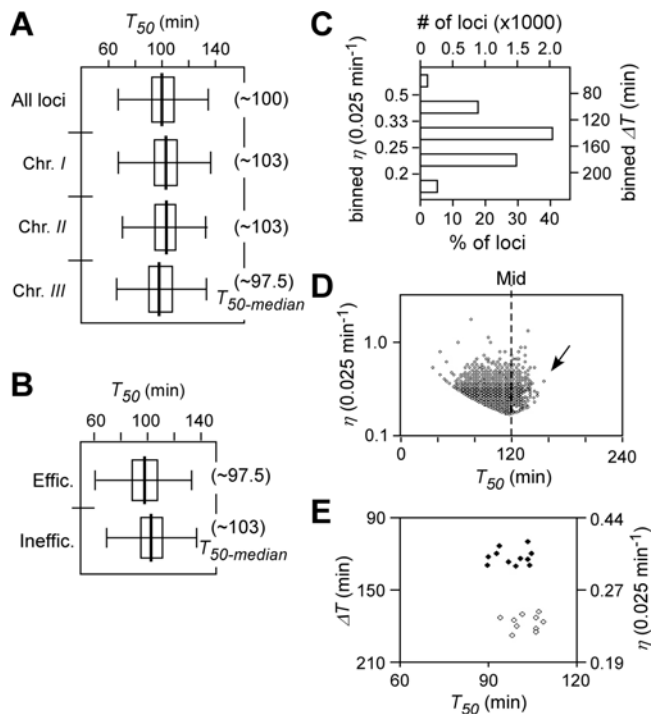 A
T50 (min)
60 100 140
All loci (~100)
Chr. I (~103)
Chr. II (~103)
Chr. III (~97.5)
T50-median
B
T50 (min)
60 100 140
Effic. (~97.5)
Ineffic. (~103)
T50-median
C
# of loci (x1000)
0 0.5 1.0 1.5 2.0
binned η (0.025 min-1)
0.5
0.33
0.25
0.2
80
120
160
200
binned ΔT (min)
0 10 20 30 40
% of loci
D
Mid
η (0.025 min-1)
1.0
0.1
0 120 240
T50 (min)
E
ΔT (min)
90
150
210
0.44
0.27
0.19
η (0.025 min-1)
60 90 120
T50 (min)